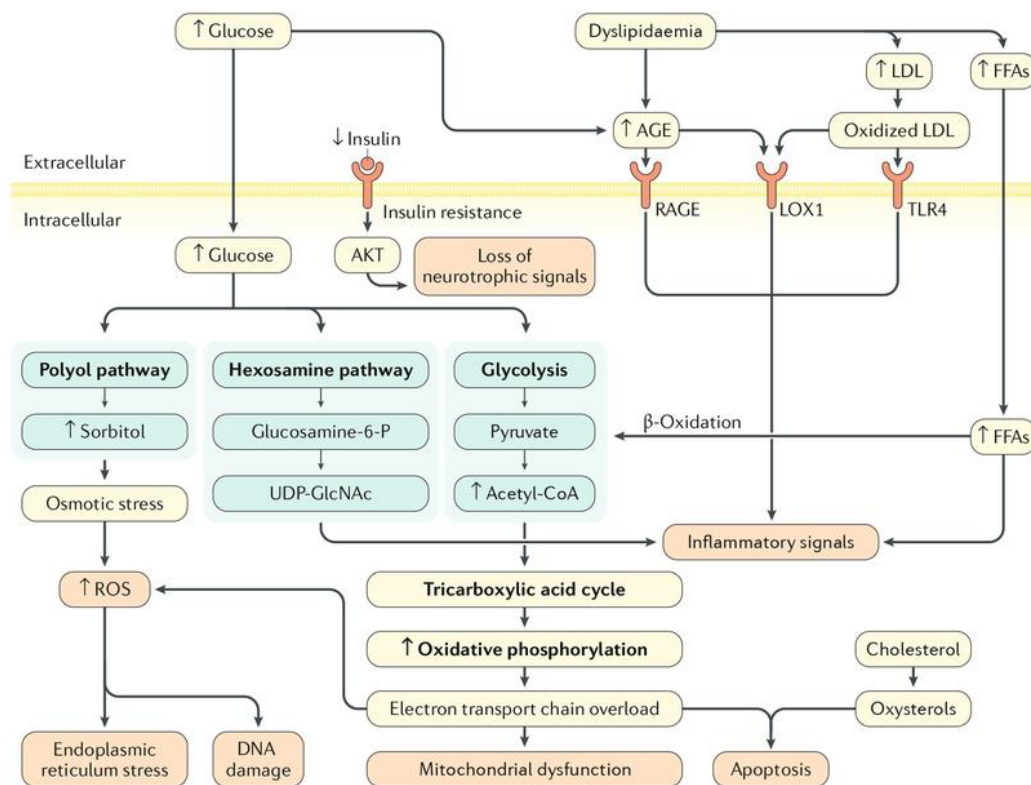 ↑ Glucose
Dyslipidaemia
↑ LDL
↑ FFAs
↑ AGE
Oxidized LDL
↓ Insulin
Extracellular
Intracellular
Insulin resistance
RAGE
LOX1
TLR4
↑ Glucose
AKT
Loss of
neurotrophic signals
Polyol pathway
Hexosamine pathway
Glycolysis
↑ Sorbitol
Glucosamine-6-P
Pyruvate
β-Oxidation
↑ FFAs
Osmotic stress
UDP-GlcNAc
↑ Acetyl-CoA
Inflammatory signals
↑ ROS
Tricarboxylic acid cycle
↑ Oxidative phosphorylation
Cholesterol
Electron transport chain overload
Oxysterols
Endoplasmic
reticulum stress
DNA
damage
Mitochondrial dysfunction
Apoptosis